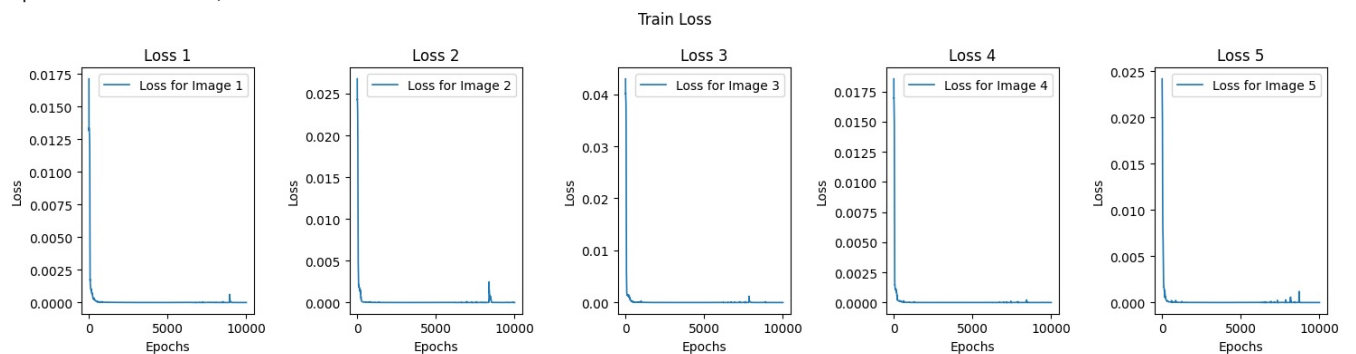 Train Loss
Loss 1
Loss for Image 1
0.0175
0.0150
0.0125
0.0100
0.0075
0.0050
0.0025
0.0000
Loss
0
5000
10000
Epochs
Loss 2
Loss for Image 2
0.025
0.020
0.015
0.010
0.005
0.000
Loss
0
5000
10000
Epochs
Loss 3
Loss for Image 3
0.04
0.03
0.02
0.01
0.00
Loss
0
5000
10000
Epochs
Loss 4
Loss for Image 4
0.0175
0.0150
0.0125
0.0100
0.0075
0.0050
0.0025
0.0000
Loss
0
5000
10000
Epochs
Loss 5
Loss for Image 5
0.025
0.020
0.015
0.010
0.005
0.000
Loss
0
5000
10000
Epochs